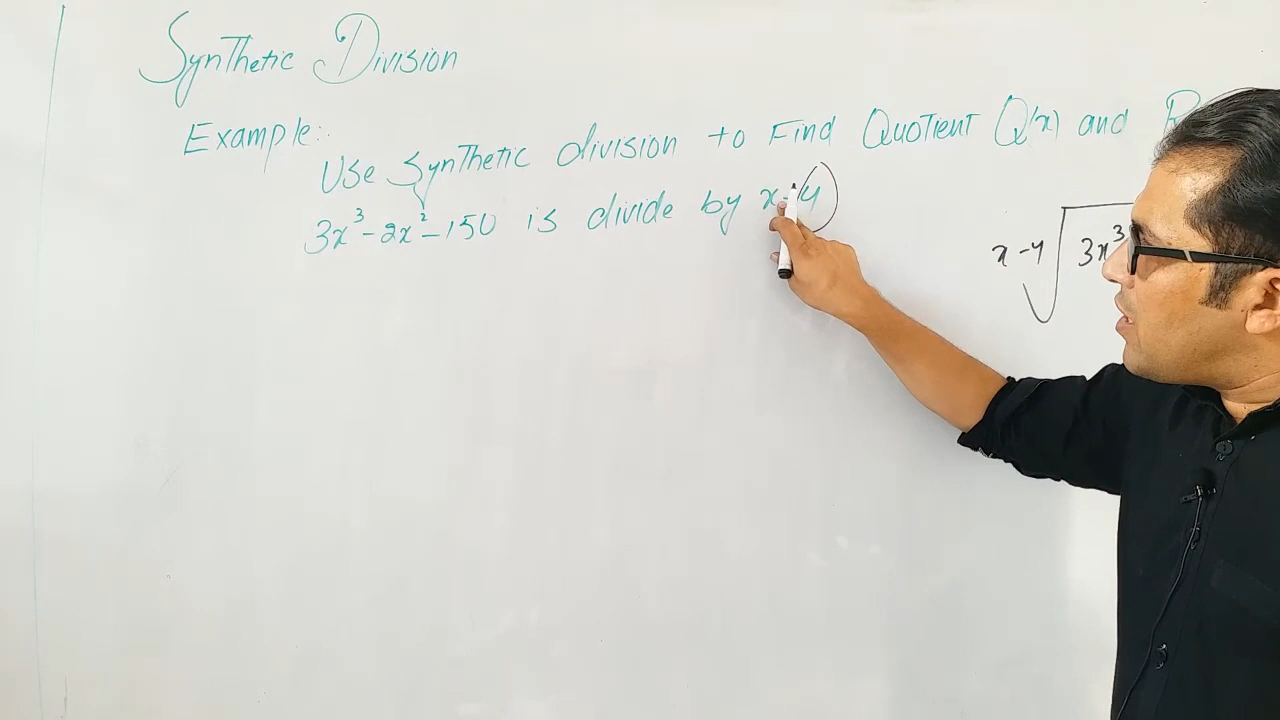 Synthetic Division
Example:
Use Synthetic division to Find Quotient Q(x) and
3x³-2x²-150 is divide by x-4
x-4 3x³